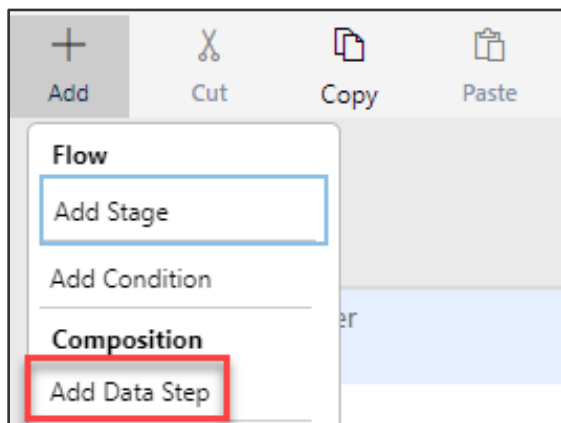 Add Cut Copy Paste
Flow
Add Stage
Add Condition
Composition
Add Data Step